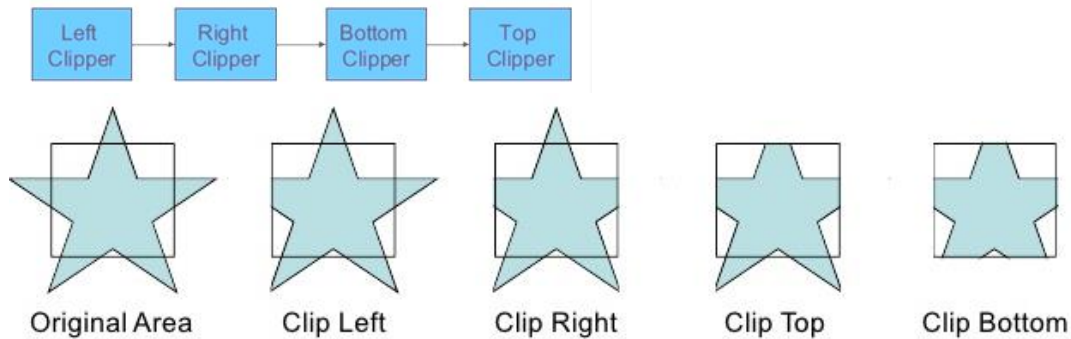 Left Clipper
Right Clipper
Bottom Clipper
Top Clipper
Original Area
Clip Left
Clip Right
Clip Top
Clip Bottom